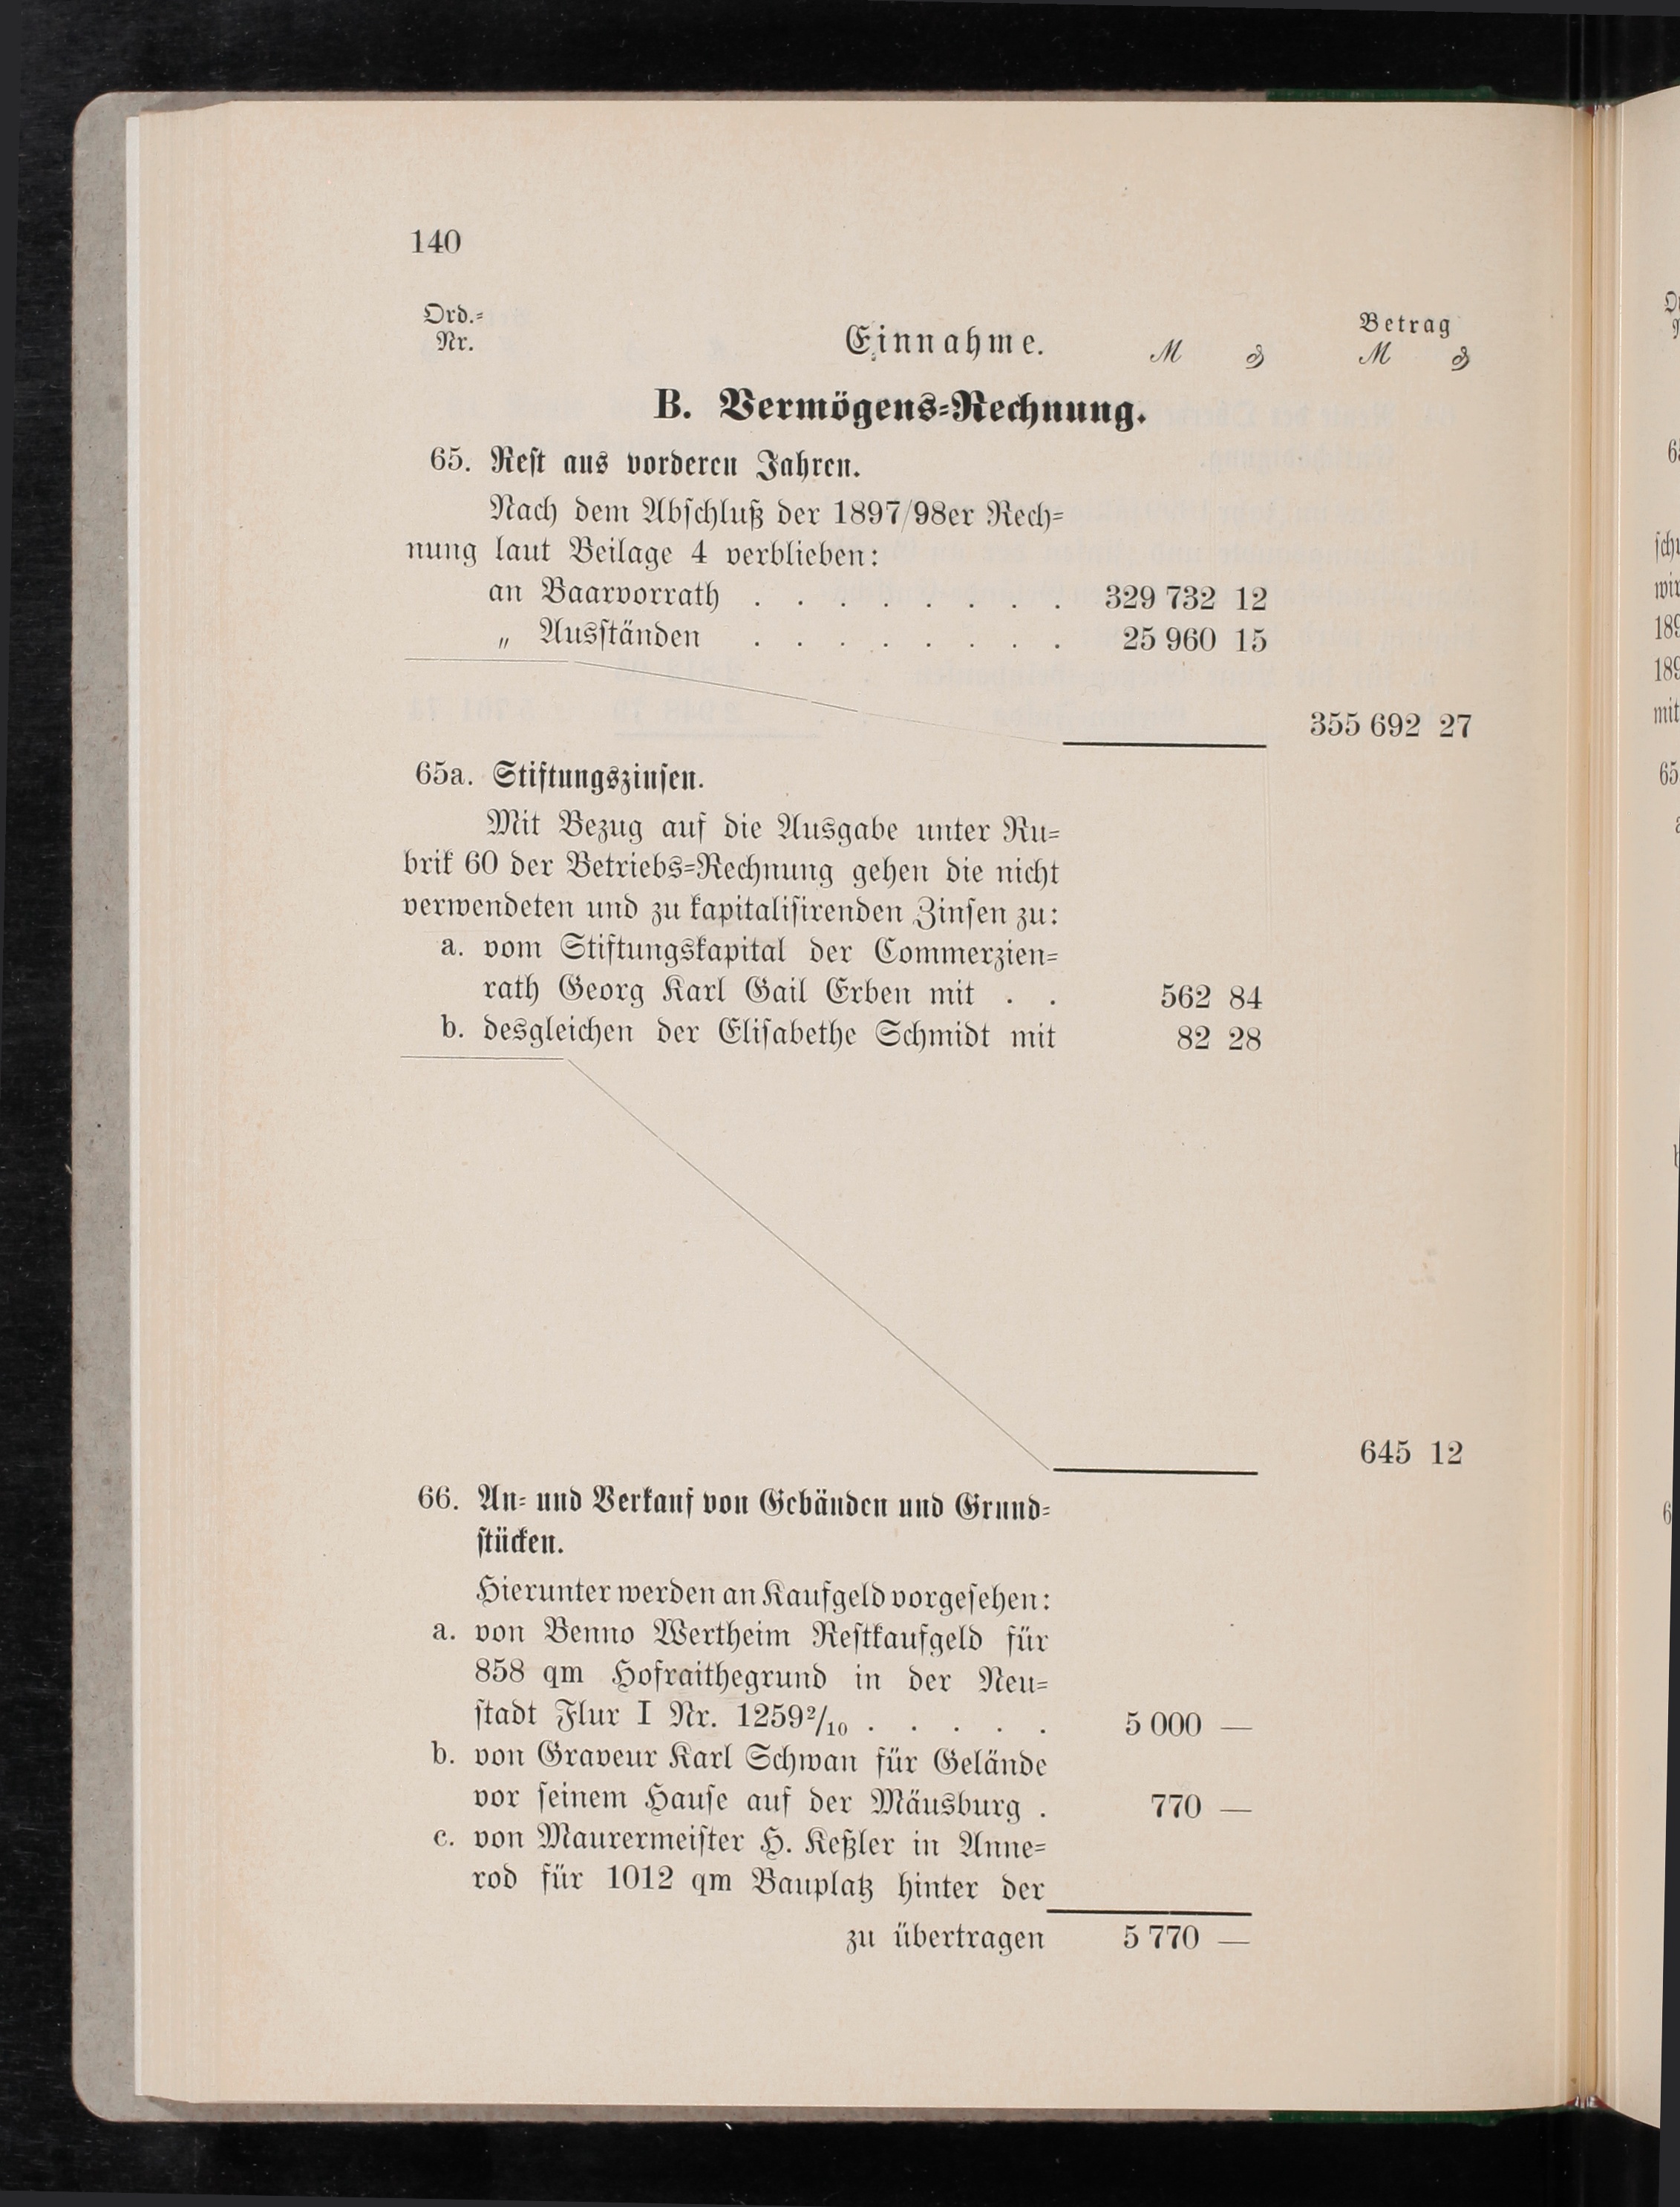 140
Ord.=
Nr.
Einnahme.
ℳ ₰
Betrag
ℳ ₰
B. Vermögens=Rechnung.
65. Rest aus vorderen Jahren.
Nach dem Abschluß der 1897/98er Rech=
nung laut Beilage 4 verblieben:
an Baarvorrath . . . . . . . . 329 732 12
„ Ausständen . . . . . . . . 25 960 15
355 692 27
65a. Stiftungszinsen.
Mit Bezug auf die Ausgabe unter Ru=
brik 60 der Betriebs=Rechnung gehen die nicht
verwendeten und zu kapitalisirenden Zinsen zu:
a. vom Stiftungskapital der Commerzien=
rath Georg Karl Gail Erben mit . . 562 84
b. desgleichen der Elisabethe Schmidt mit 82 28
645 12
66. An= und Verkauf von Gebäuden und Grund=
stücken.
Hierunter werden an Kaufgeld vorgesehen:
a. von Benno Wertheim Restkaufgeld für
858 qm Hofraithegrund in der Neu=
stadt Flur I Nr. 1259²/₁₀ . . . . . 5 000 —
b. von Graveur Karl Schwan für Gelände
vor seinem Hause auf der Mäusburg . 770 —
c. von Maurermeister H. Keßler in Anne=
rod für 1012 qm Bauplatz hinter der
zu übertragen 5 770 —